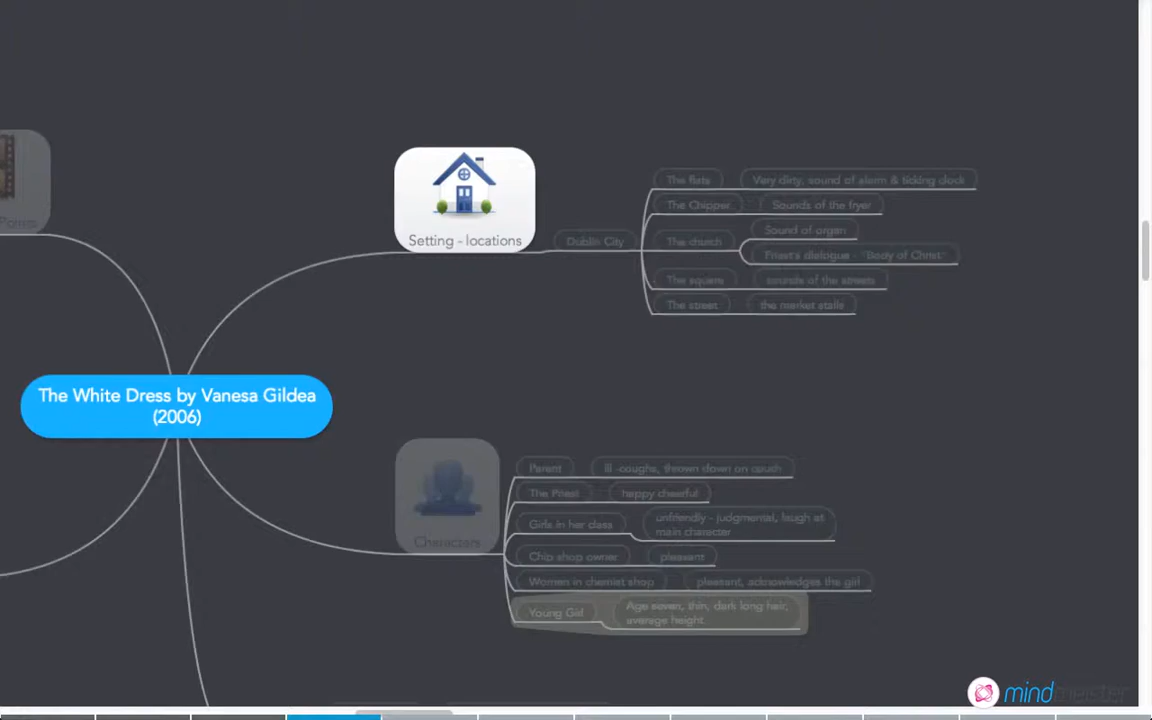 Setting - locations
Dublin City
The flats
Very dirty, sound of alarm & ticking clock
The Chipper
Sounds of the fryer
The church
Sound of organ
Priest's dialogue - "Body of Christ"
The square
sounds of the streets
The street
the market stalls
The White Dress by Vanesa Gildea
(2006)
Characters
Parent
Ill -coughs, thrown down on couch
The Priest
happy cheerful
Girls in her class
unfriendly - judgmental, laugh at
main character
Chip shop owner
pleasant
Women in chemist shop
pleasant, acknowledges the girl
Young Girl
Age seven, thin, dark long hair,
average height
mindmeister